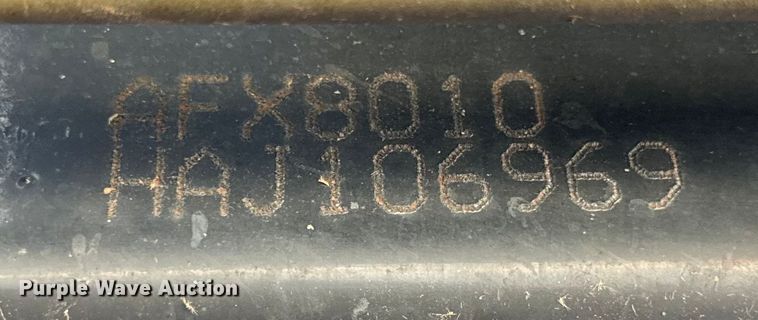 AFX8010
HAJ106969
Purple Wave Auction